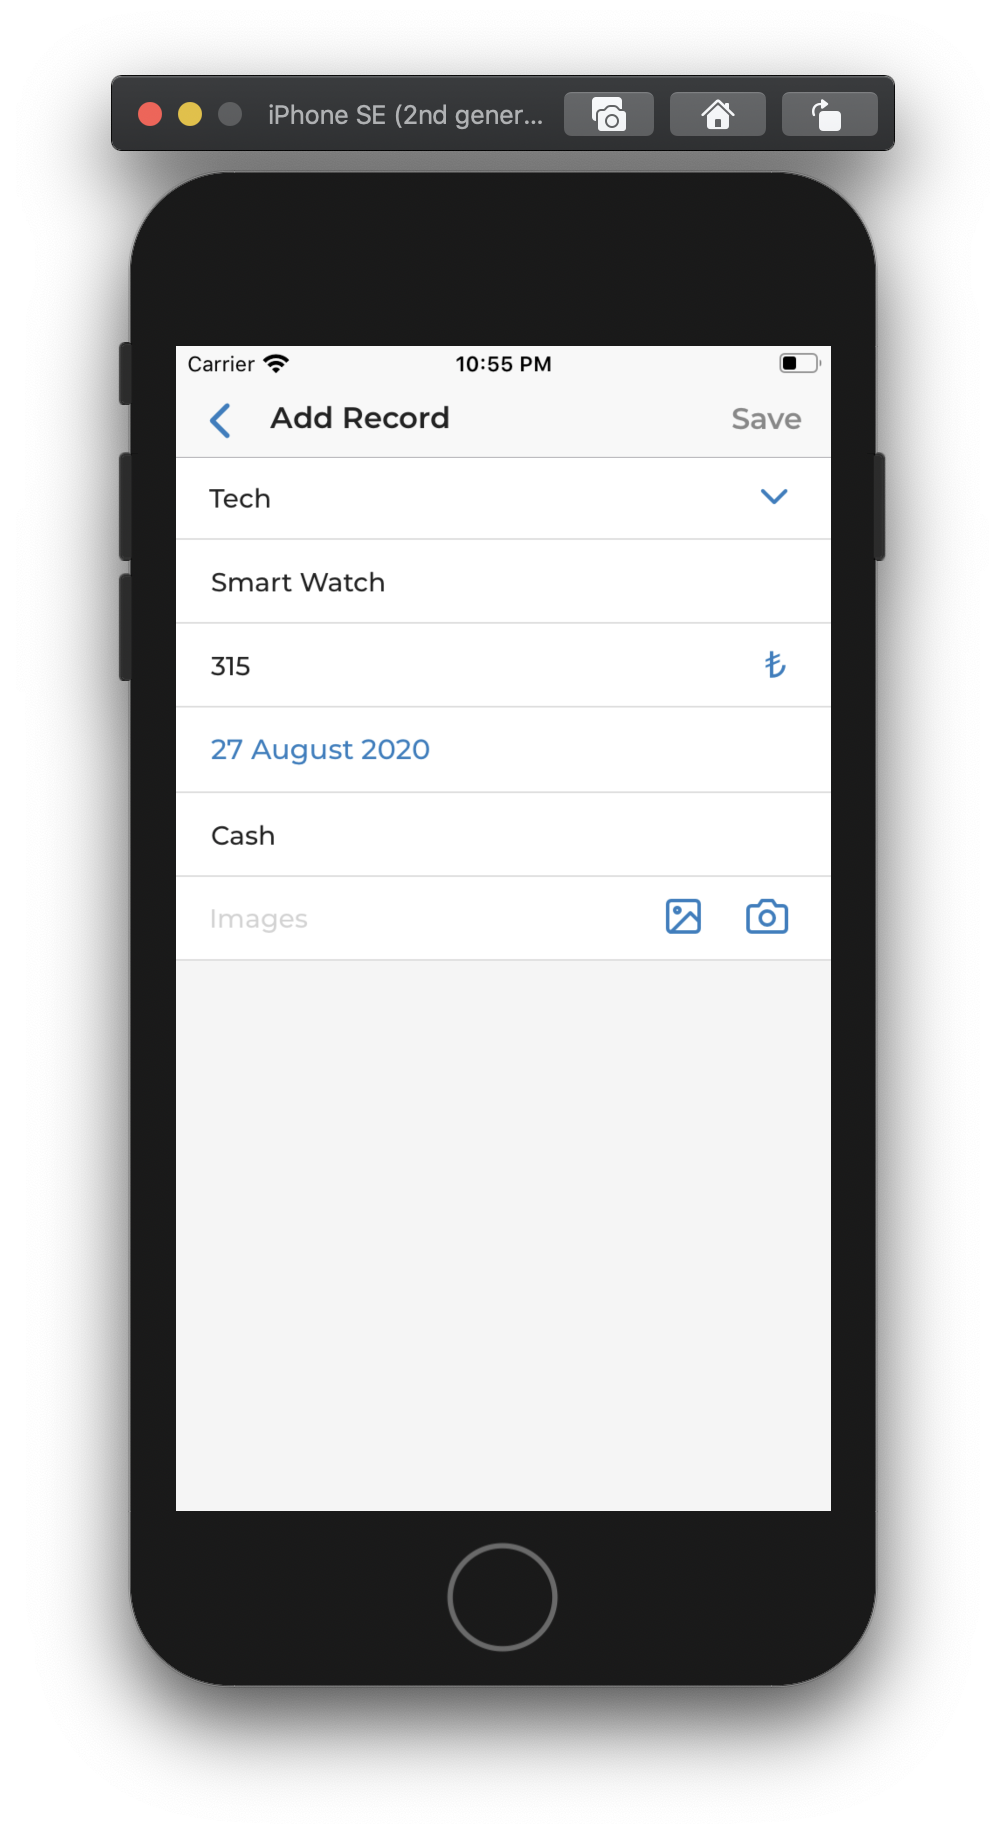 iPhone SE (2nd gener...
Carrier 10:55 PM
Add Record Save
Tech
Smart Watch
315 ₺
27 August 2020
Cash
Images